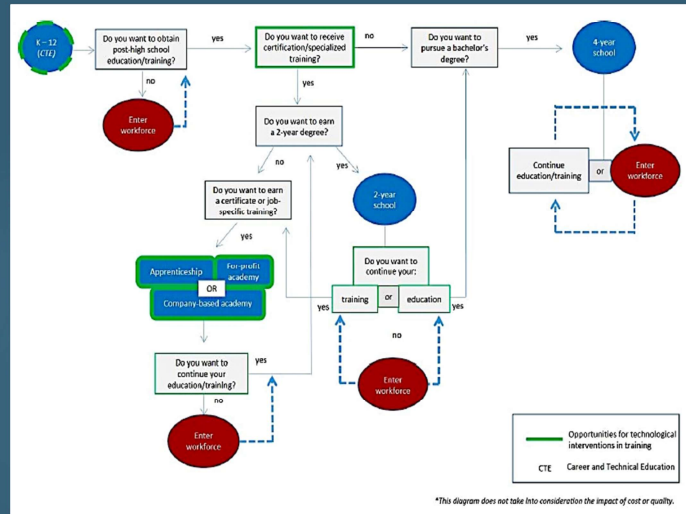 K – 12
(CTE)
Do you want to obtain
post-high school
education/training?
yes
Do you want to receive
certification/specialized
training?
no
Do you want to
pursue a bachelor's
degree?
yes
4-year
school
no
Enter
workforce
yes
Do you want to earn
a 2-year degree?
no
yes
Continue
education/training
or
Enter
workforce
Do you want to earn
a certificate or job-
specific training?
2-year
school
yes
Do you want to
continue your:
Apprenticeship
For-profit
academy
OR
Company-based academy
training
or
education
yes
yes
no
Do you want to
continue your
education/training?
yes
Enter
workforce
no
Enter
workforce
Opportunities for technological
interventions in training
CTE Career and Technical Education
*This diagram does not take into consideration the impact of cost or quality.